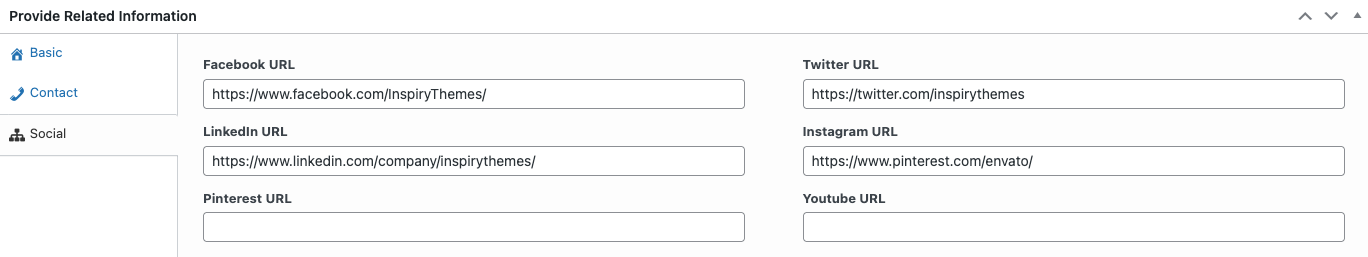 Provide Related Information
Basic
Contact
Social
Facebook URL
https://www.facebook.com/InspiryThemes/
Twitter URL
https://twitter.com/inspirythemes
LinkedIn URL
https://www.linkedin.com/company/inspirythemes/
Instagram URL
https://www.pinterest.com/envato/
Pinterest URL
Youtube URL